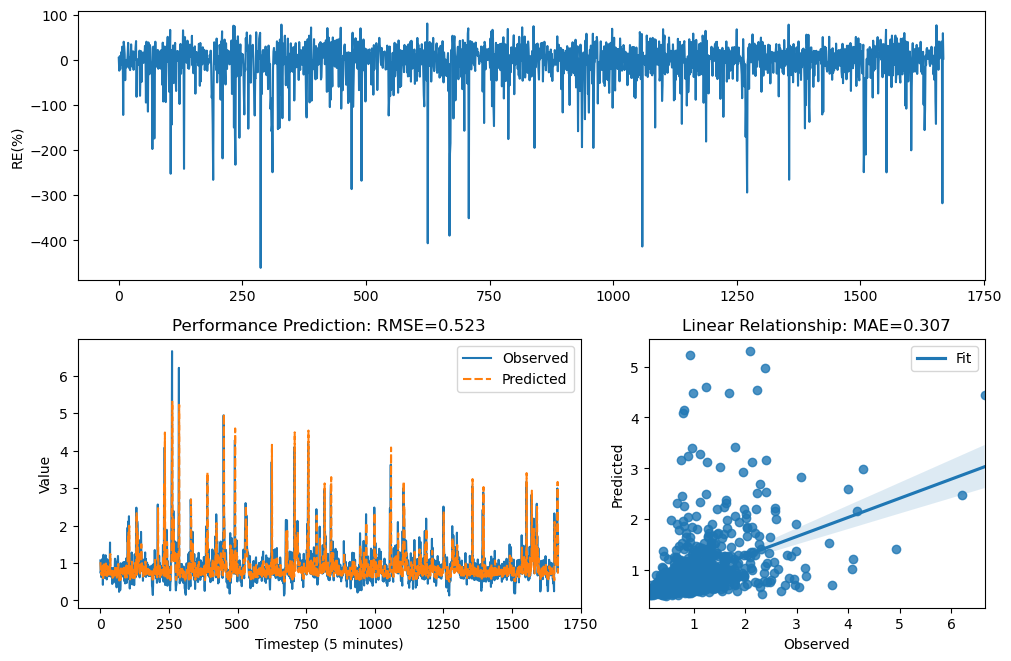 100
0
−100
−200
−300
−400
RE(%)
0 250 500 750 1000 1250 1500 1750
Performance Prediction: RMSE=0.523
Observed
Predicted
6
5
4
3
2
1
0
Value
0 250 500 750 1000 1250 1500 1750
Timestep (5 minutes)
Linear Relationship: MAE=0.307
Fit
5
4
3
2
1
Predicted
1 2 3 4 5 6
Observed